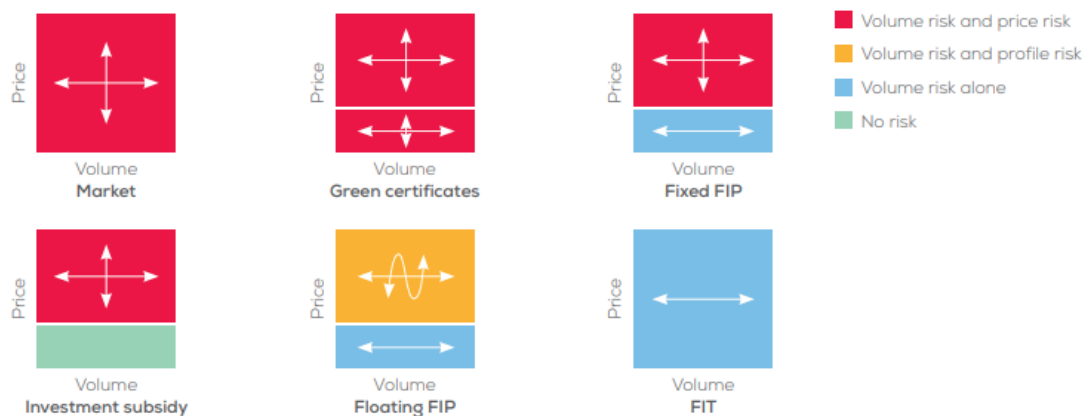 Price
Volume
Market
Price
Volume
Green certificates
Price
Volume
Fixed FIP
Volume risk and price risk
Volume risk and profile risk
Volume risk alone
No risk
Price
Volume
Investment subsidy
Price
Volume
Floating FIP
Price
Volume
FIT